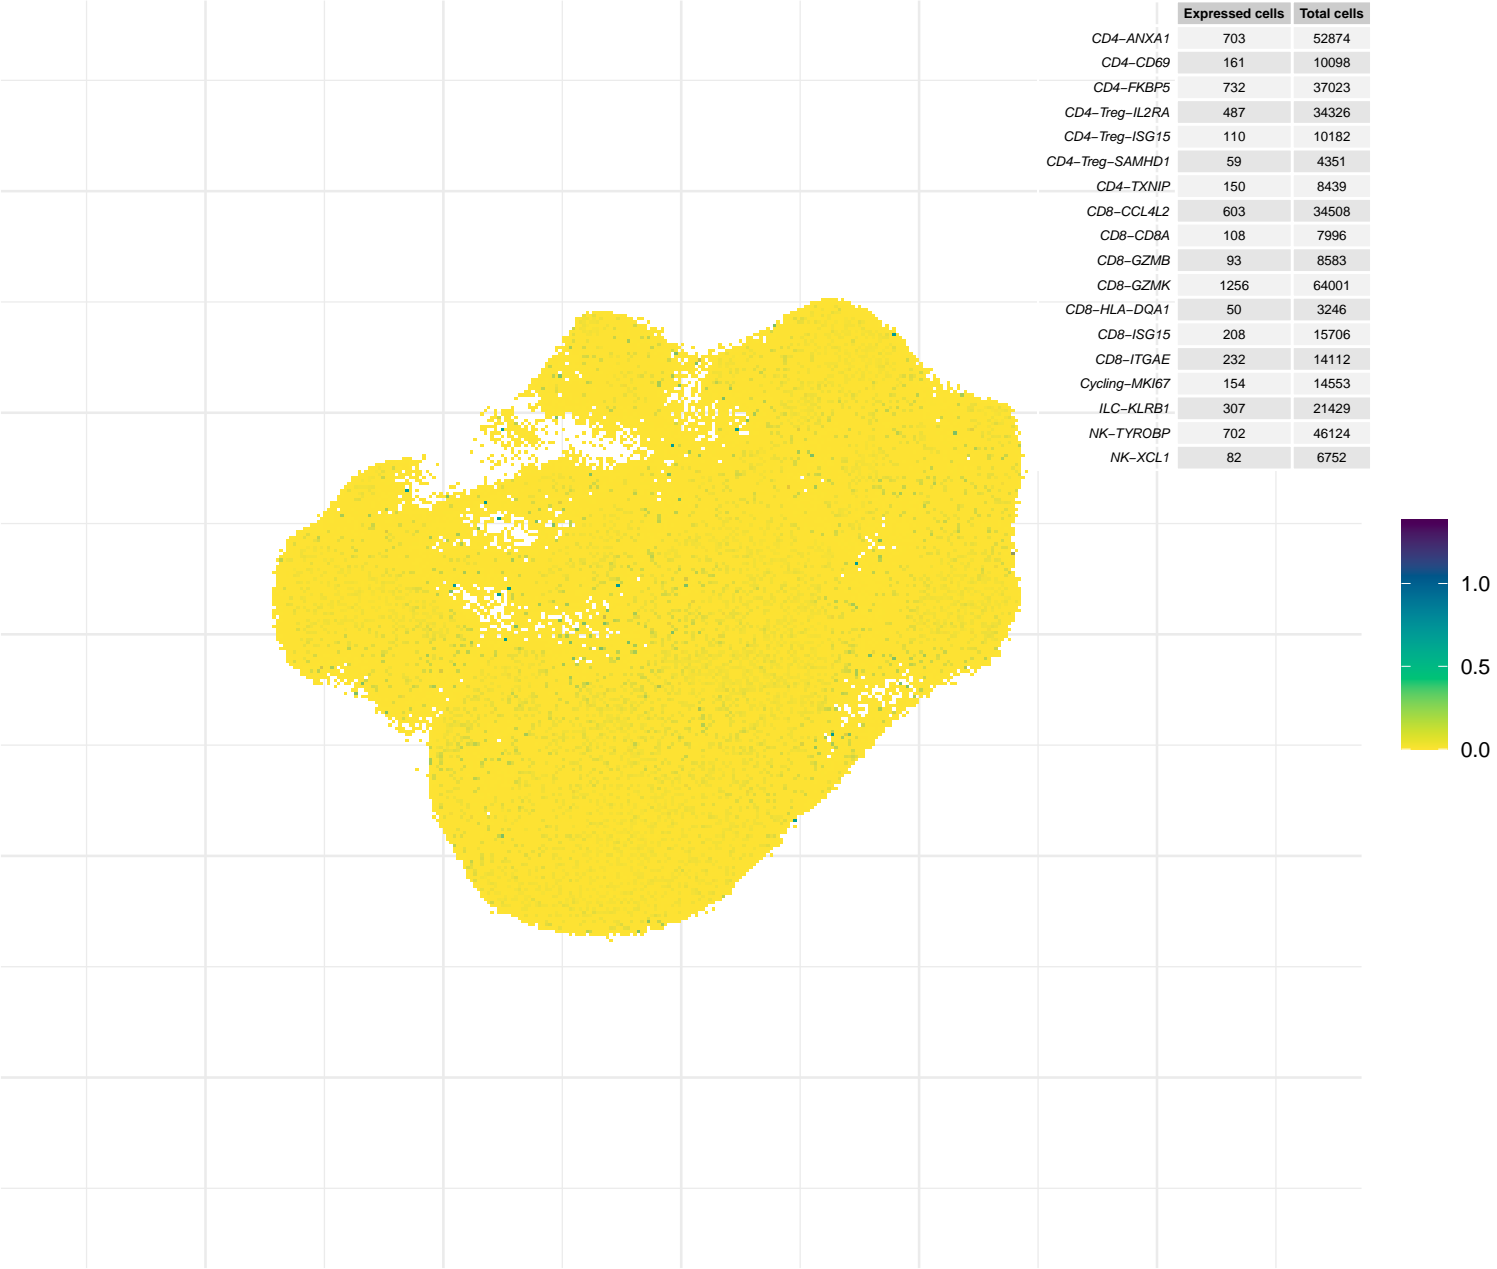 Expressed cells Total cells
CD4−ANXA1 703 52874
CD4−CD69 161 10098
CD4−FKBP5 732 37023
CD4−Treg−IL2RA 487 34326
CD4−Treg−ISG15 110 10182
CD4−Treg−SAMHD1 59 4351
CD4−TXNIP 150 8439
CD8−CCL4L2 603 34508
CD8−CD8A 108 7996
CD8−GZMB 93 8583
CD8−GZMK 1256 64001
CD8−HLA−DQA1 50 3246
CD8−ISG15 208 15706
CD8−ITGAE 232 14112
Cycling−MKI67 154 14553
ILC−KLRB1 307 21429
NK−TYROBP 702 46124
NK−XCL1 82 6752
1.0
0.5
0.0